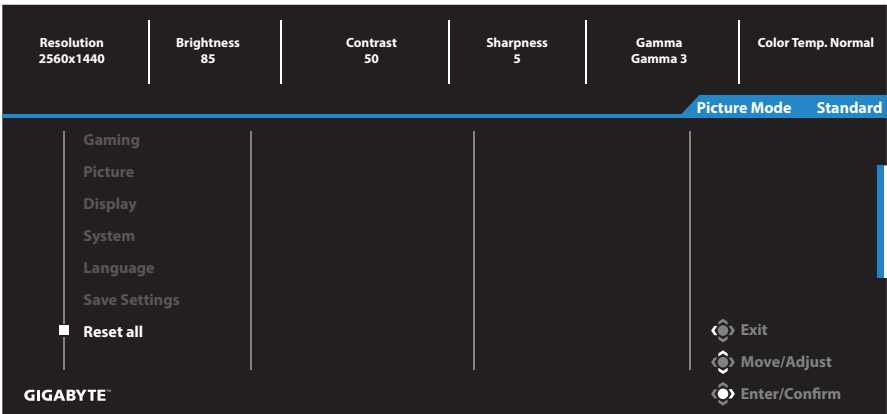 Resolution
2560x1440
Brightness
85
Contrast
50
Sharpness
5
Gamma
Gamma 3
Color Temp. Normal
Picture Mode Standard
Gaming
Picture
Display
System
Language
Save Settings
Reset all
Exit
Move/Adjust
Enter/Confirm
GIGABYTE™